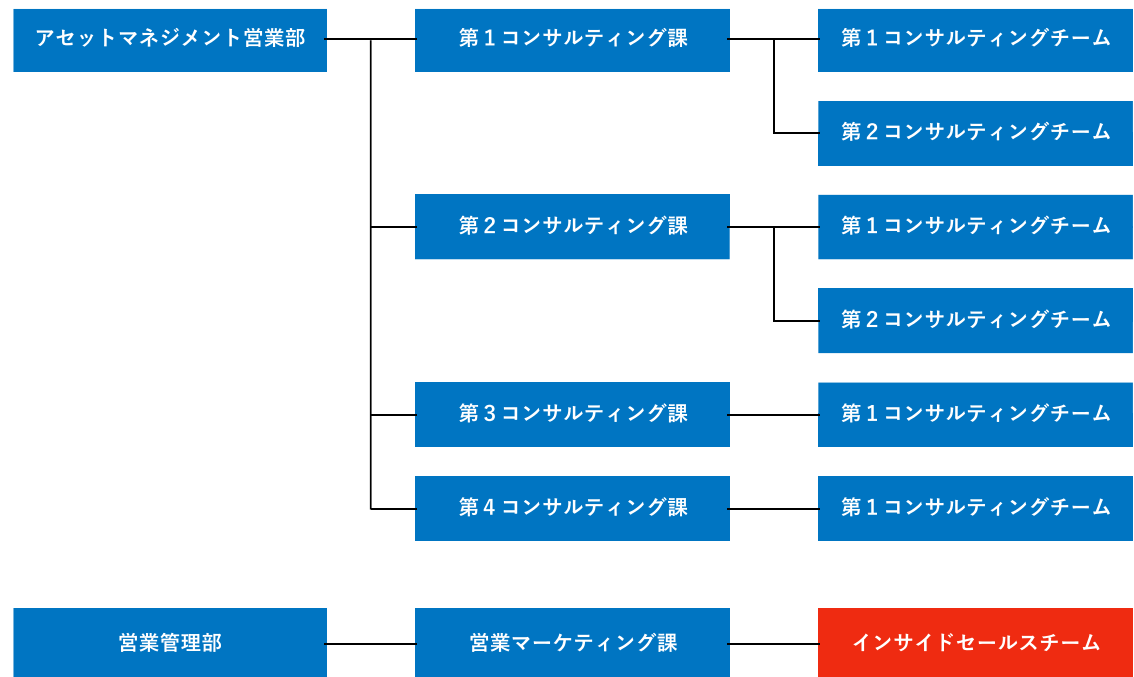 アセットマネジメント営業部
第1コンサルティング課
第1コンサルティングチーム
第2コンサルティングチーム
第2コンサルティング課
第1コンサルティングチーム
第2コンサルティングチーム
第3コンサルティング課
第1コンサルティングチーム
第4コンサルティング課
第1コンサルティングチーム
営業管理部
営業マーケティング課
インサイドセールスチーム